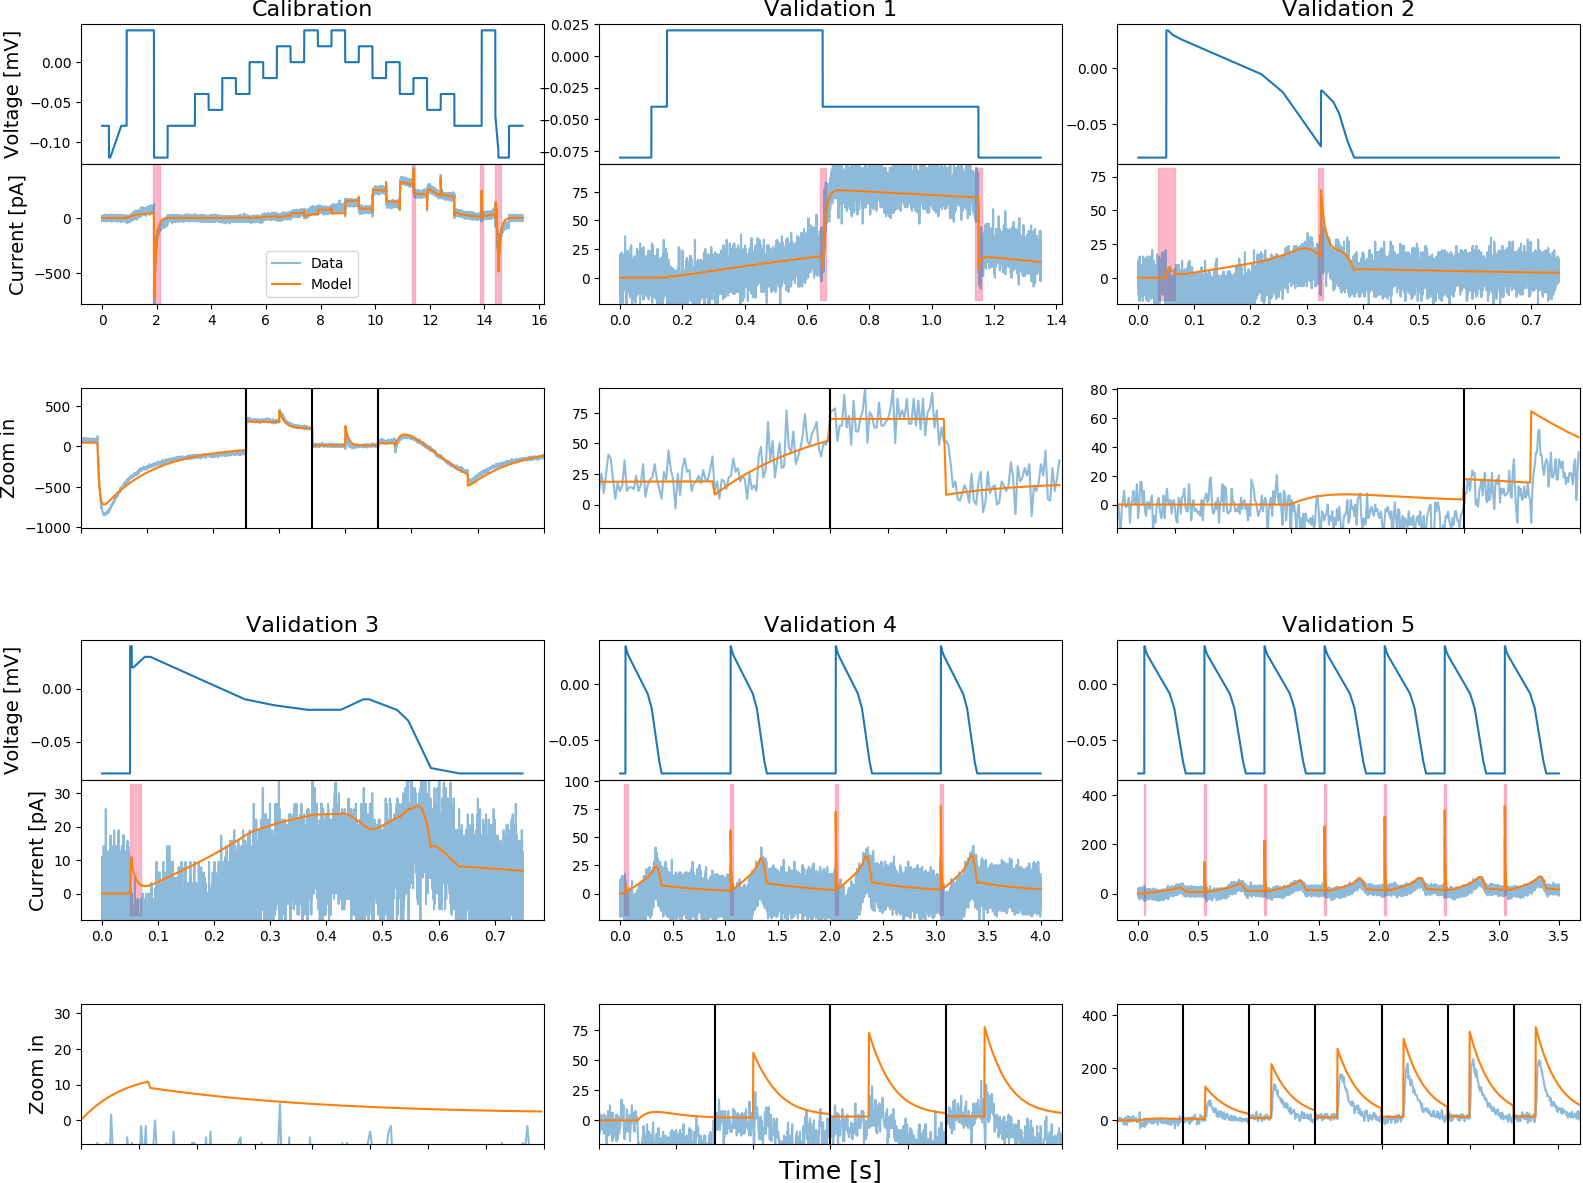 Calibration
Validation 1
Validation 2
Voltage [mV]
0.00
−0.05
−0.10
0.025
0.000
−0.025
−0.050
−0.075
0.00
−0.05
Current [pA]
0
−500
Data
Model
75
50
25
0
75
50
25
0
0 2 4 6 8 10 12 14 16
0.0 0.2 0.4 0.6 0.8 1.0 1.2 1.4
0.0 0.1 0.2 0.3 0.4 0.5 0.6 0.7
Zoom in
500
0
−500
−1000
75
50
25
0
80
60
40
20
0
Validation 3
Validation 4
Validation 5
Voltage [mV]
0.00
−0.05
0.00
−0.05
0.00
−0.05
Current [pA]
30
20
10
0
100
75
50
25
0
400
200
0
0.0 0.1 0.2 0.3 0.4 0.5 0.6 0.7
0.0 0.5 1.0 1.5 2.0 2.5 3.0 3.5 4.0
0.0 0.5 1.0 1.5 2.0 2.5 3.0 3.5
Zoom in
30
20
10
0
75
50
25
0
400
200
0
Time [s]